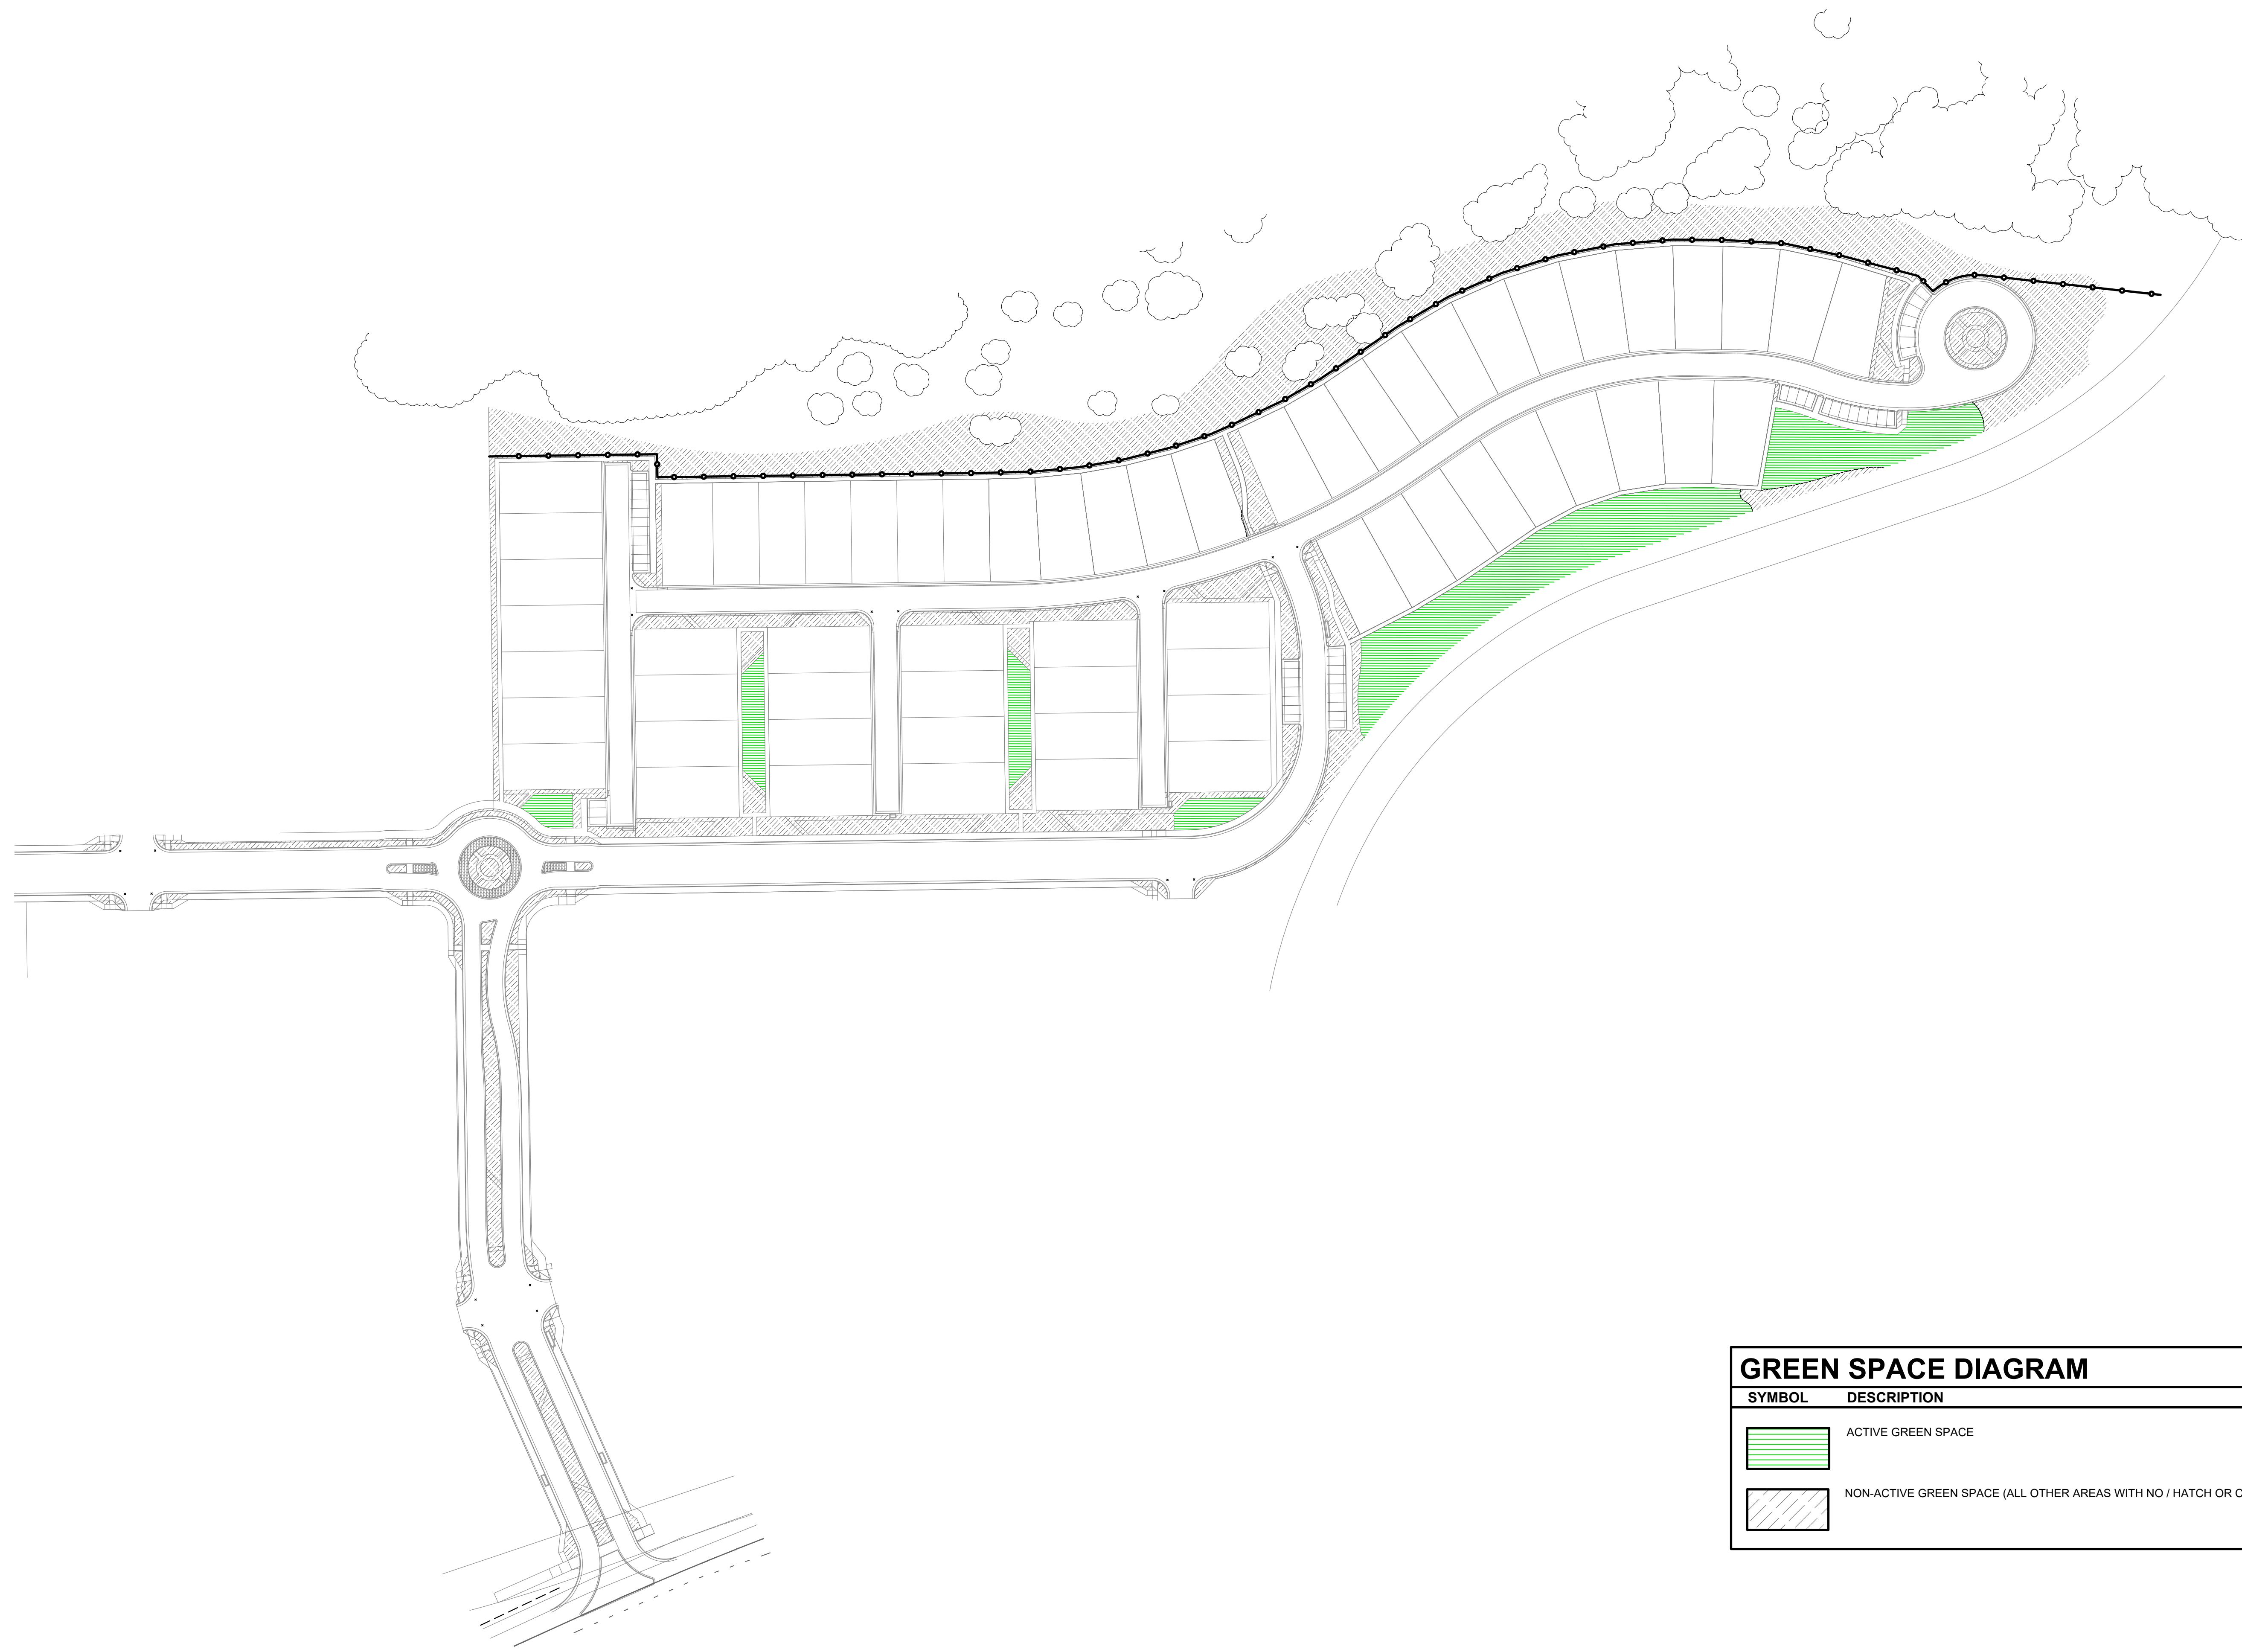 GREEN SPACE DIAGRAM
SYMBOL DESCRIPTION
ACTIVE GREEN SPACE
NON-ACTIVE GREEN SPACE (ALL OTHER AREAS WITH NO / HATCH OR